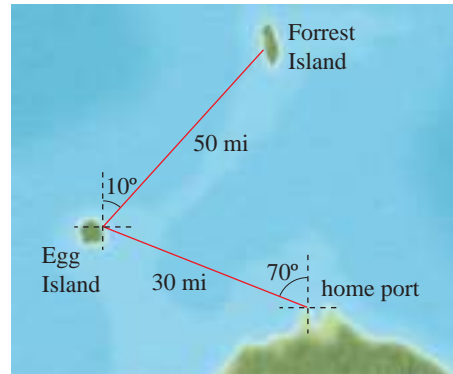 Forrest
Island
50 mi
10º
Egg
Island
30 mi
70º
home port